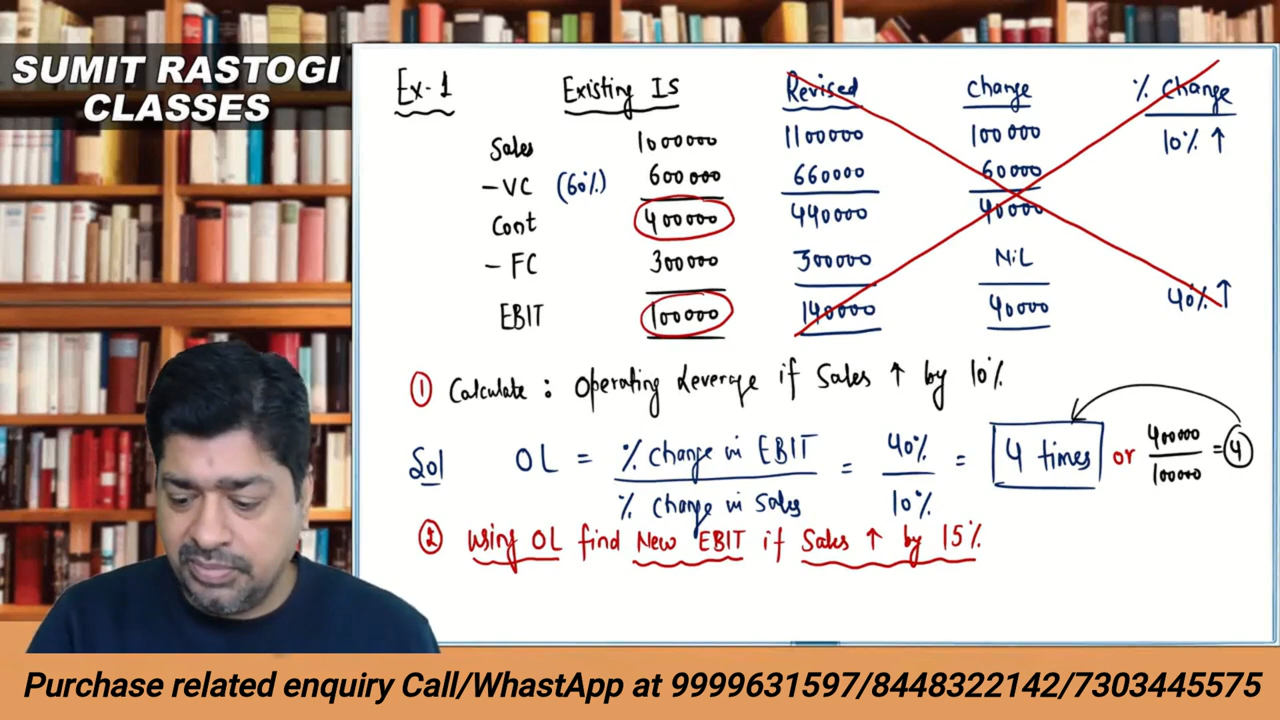 SUMIT RASTOGI
CLASSES
Ex-1 Existing IS Revised change % Change
Sales 1000000 1100000 100000 10% ↑
- VC (60%) 600000 660000 60000
Cont 400000 440000 40000
- FC 300000 300000 NiL
EBIT 100000 140000 40000 40% ↑
① Calculate : Operating Leverage if Sales ↑ by 10%
Sol OL = % Change in EBIT / % Change in Sales = 40% / 10% = 4 times or 400000 / 100000 = 4
② Using OL find New EBIT if Sales ↑ by 15%
Purchase related enquiry Call/WhastApp at 9999631597/8448322142/7303445575